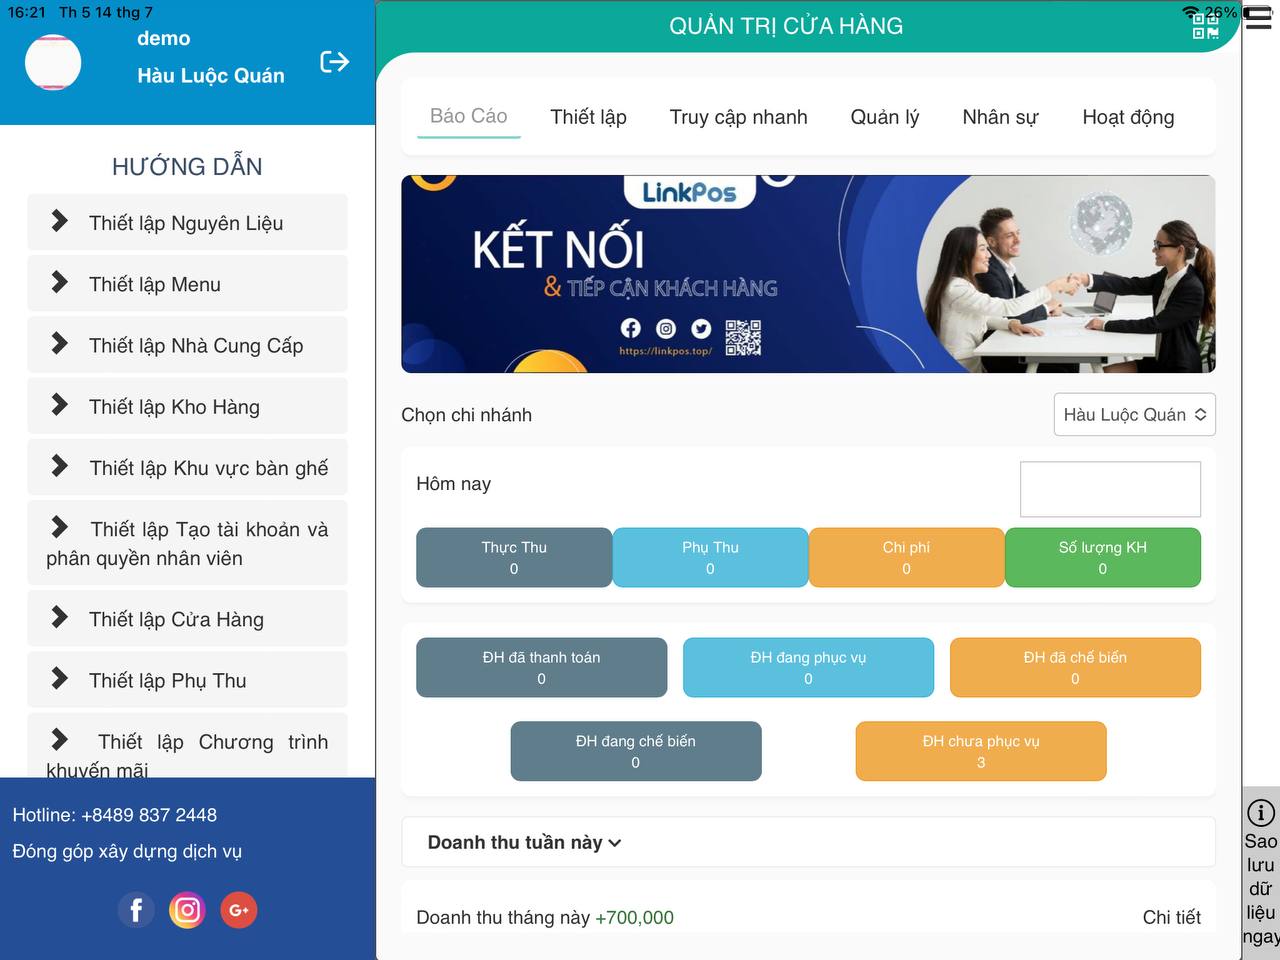 16:21 Th 5 14 thg 7
26%
demo
Hàu Luộc Quán
HƯỚNG DẪN
Thiết lập Nguyên Liệu
Thiết lập Menu
Thiết lập Nhà Cung Cấp
Thiết lập Kho Hàng
Thiết lập Khu vực bàn ghế
Thiết lập Tạo tài khoản và
phân quyền nhân viên
Thiết lập Cửa Hàng
Thiết lập Phụ Thu
Thiết lập Chương trình
khuyến mãi
Hotline: +8489 837 2448
Đóng góp xây dựng dịch vụ
f
G+
QUẢN TRỊ CỬA HÀNG
Báo Cáo Thiết lập Truy cập nhanh Quản lý Nhân sự Hoạt động
LinkPos
KẾT NỐI
& TIẾP CẬN KHÁCH HÀNG
https://linkpos.top/
Chọn chi nhánh Hàu Luộc Quán
Hôm nay
Thực Thu Phụ Thu Chi phí Số lượng KH
0 0 0 0
ĐH đã thanh toán ĐH đang phục vụ ĐH đã chế biến
0 0 0
ĐH đang chế biến ĐH chưa phục vụ
0 3
Doanh thu tuần này
Doanh thu tháng này +700,000 Chi tiết
Sao
lưu
dữ
liệu
ngay